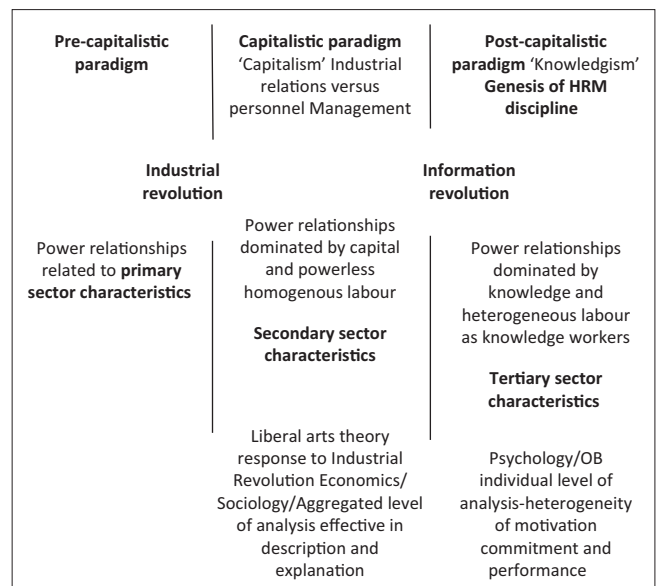 Pre-capitalistic
paradigm
Capitalistic paradigm
‘Capitalism’ Industrial
relations versus
personnel Management
Post-capitalistic
paradigm ‘Knowledgism’
Genesis of HRM
discipline
Industrial
revolution
Information
revolution
Power relationships
related to primary
sector characteristics
Power relationships
dominated by capital
and powerless
homogenous labour
Secondary sector
characteristics
Liberal arts theory
response to Industrial
Revolution Economics/
Sociology/Aggregated level
of analysis effective in
description and
explanation
Power relationships
dominated by
knowledge and
heterogeneous labour
as knowledge workers
Tertiary sector
characteristics
Psychology/OB
individual level of
analysis-heterogeneity
of motivation
commitment and
performance